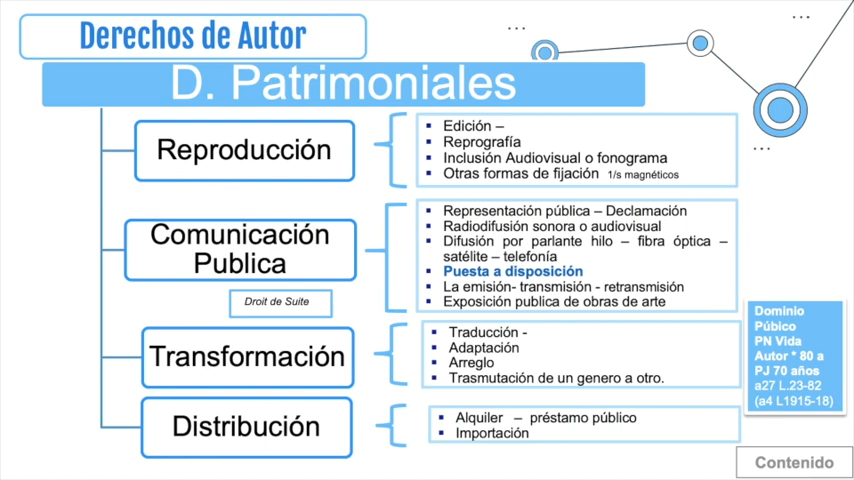 Derechos de Autor
D. Patrimoniales
Reproducción
▪ Edición –
▪ Reprografía
▪ Inclusión Audiovisual o fonograma
▪ Otras formas de fijación 1/s magnéticos
Comunicación
Publica
▪ Representación pública – Declamación
▪ Radiodifusión sonora o audiovisual
▪ Difusión por parlante hilo – fibra óptica –
satélite – telefonía
▪ Puesta a disposición
▪ La emisión- transmisión - retransmisión
▪ Exposición publica de obras de arte
Droit de Suite
Transformación
▪ Traducción -
▪ Adaptación
▪ Arreglo
▪ Trasmutación de un genero a otro.
Distribución
▪ Alquiler – préstamo público
▪ Importación
Dominio
Púbico
PN Vida
Autor * 80 a
PJ 70 años
a27 L.23-82
(a4 L1915-18)
Contenido